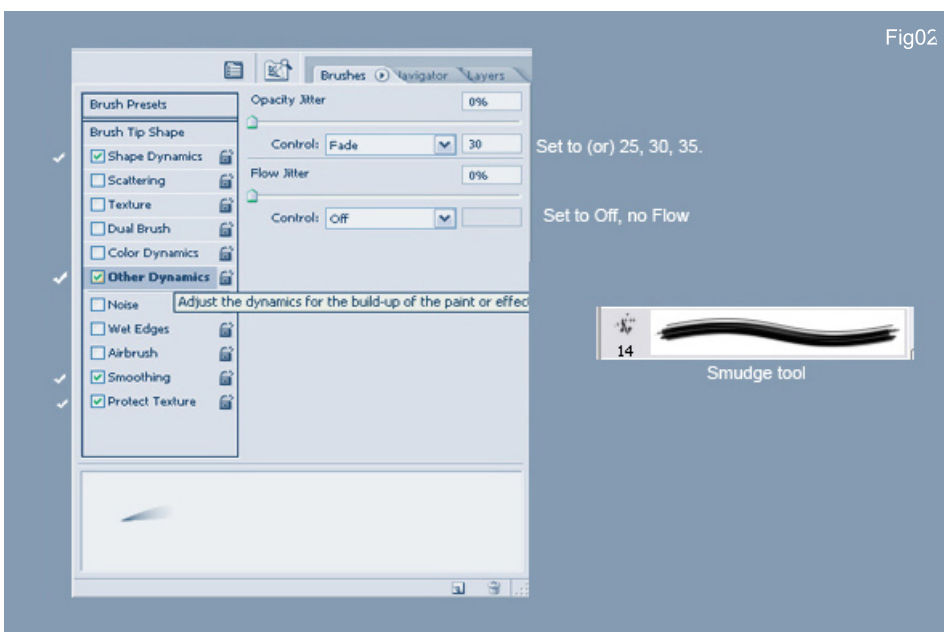 Fig02
Brushes Navigator Layers
Brush Presets
Opacity Jitter 0%
Brush Tip Shape
Control: Fade 30
Set to (or) 25, 30, 35.
Shape Dynamics
Flow Jitter 0%
Scattering
Texture
Control: Off
Set to Off, no Flow
Dual Brush
Color Dynamics
Other Dynamics
Noise
Adjust the dynamics for the build-up of the paint or effec
Wet Edges
Airbrush
14
Smoothing
Smudge tool
Protect Texture